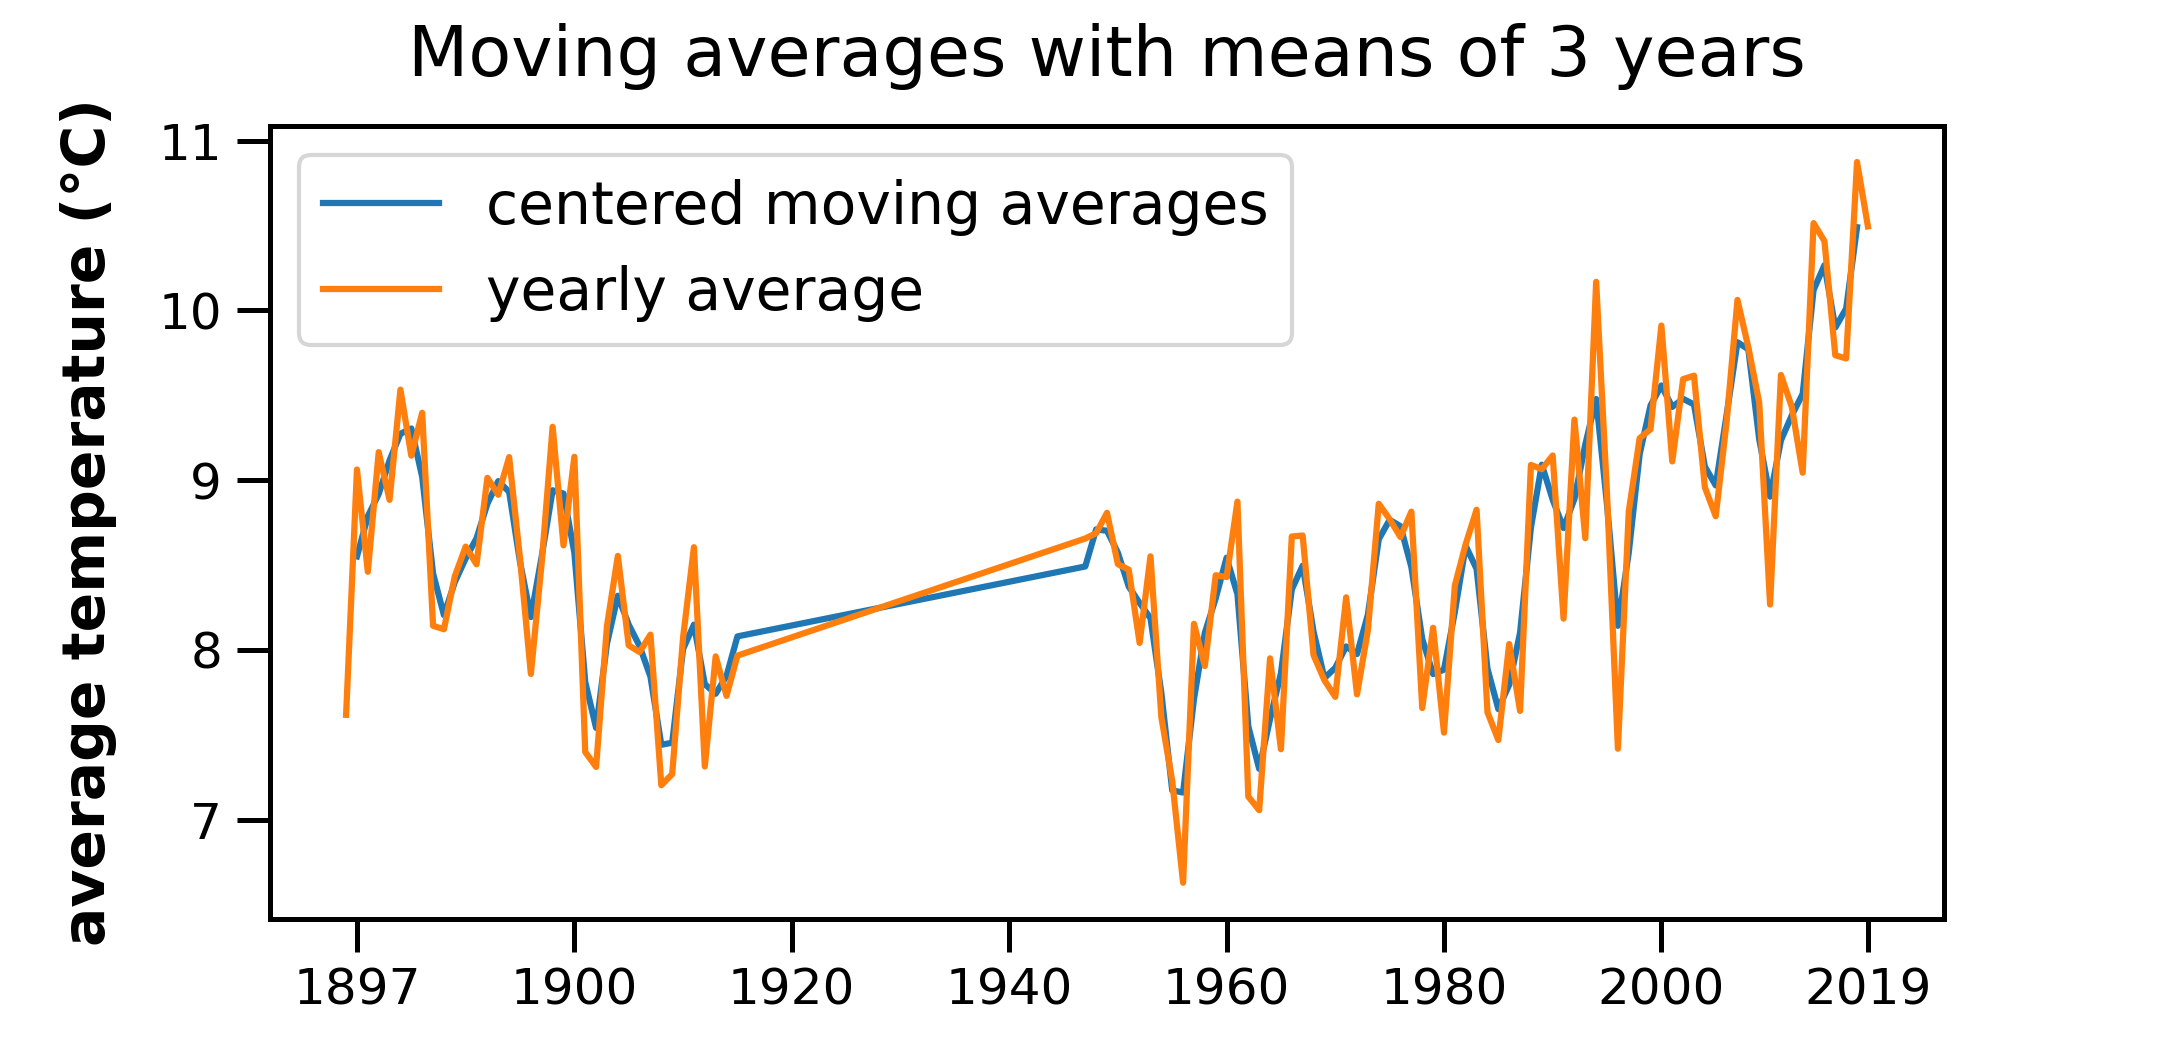 Moving averages with means of 3 years
average temperature (°C)
11
10
9
8
7
centered moving averages
yearly average
1897 1900 1920 1940 1960 1980 2000 2019